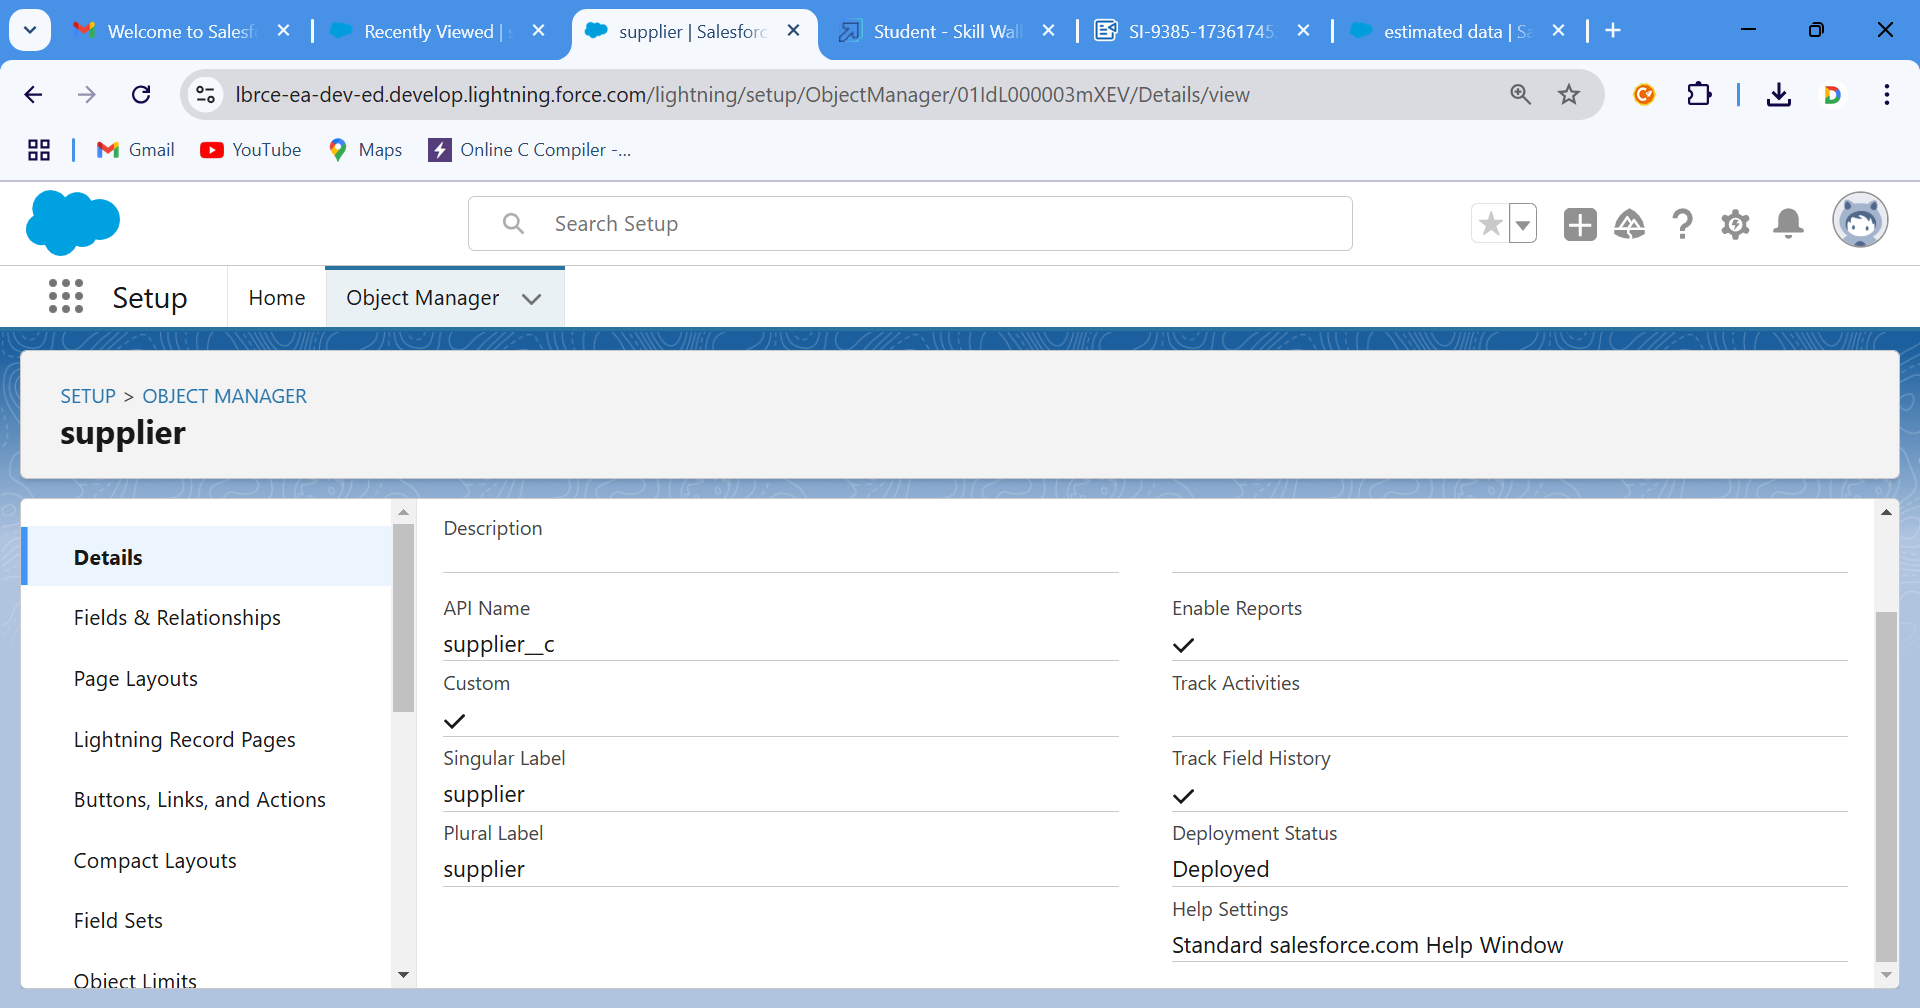 Welcome to Salesf
Recently Viewed |
supplier | Salesforc
Student - Skill Wall
SI-9385-17361745
estimated data | Sa
lbrce-ea-dev-ed.develop.lightning.force.com/lightning/setup/ObjectManager/01IdL000003mXEV/Details/view
D
Gmail
YouTube
Maps
Online C Compiler -...
Search Setup
Setup
Home
Object Manager
SETUP > OBJECT MANAGER
supplier
Details
Fields & Relationships
Page Layouts
Lightning Record Pages
Buttons, Links, and Actions
Compact Layouts
Field Sets
Object Limits
Description
API Name
supplier__c
Custom
Singular Label
supplier
Plural Label
supplier
Enable Reports
Track Activities
Track Field History
Deployment Status
Deployed
Help Settings
Standard salesforce.com Help Window